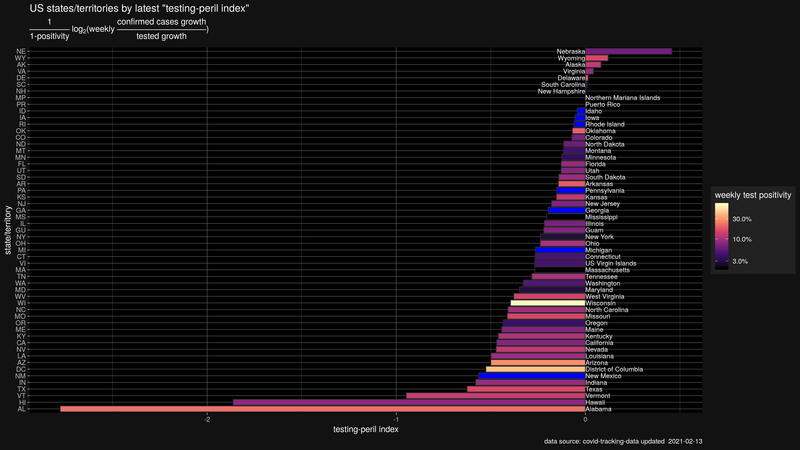 US states/territories by latest "testing-peril index"
1
1-positivity
log2(weekly
confirmed cases growth
tested growth
)
NE
WY
AK
VA
DE
SC
NH
MP
PR
ID
IA
RI
OK
CO
ND
MT
MN
FL
UT
SD
AR
PA
KS
NJ
GA
MS
IL
GU
NY
OH
MI
CT
VI
MA
TN
WA
MD
WV
WI
NC
MO
OR
ME
KY
CA
NV
LA
AZ
DC
NM
IN
TX
VT
HI
AL
state/territory
Nebraska
Wyoming
Alaska
Virginia
Delaware
South Carolina
New Hampshire
Northern Mariana Islands
Puerto Rico
Idaho
Iowa
Rhode Island
Oklahoma
Colorado
North Dakota
Montana
Minnesota
Florida
Utah
South Dakota
Arkansas
Pennsylvania
Kansas
New Jersey
Georgia
Mississippi
Illinois
Guam
New York
Ohio
Michigan
Connecticut
US Virgin Islands
Massachusetts
Tennessee
Washington
Maryland
West Virginia
Wisconsin
North Carolina
Missouri
Oregon
Maine
Kentucky
California
Nevada
Louisiana
Arizona
District of Columbia
New Mexico
Indiana
Texas
Vermont
Hawaii
Alabama
weekly test positivity
30.0%
10.0%
3.0%
-2
-1
0
testing-peril index
data source: covid-tracking-data updated 2021-02-13